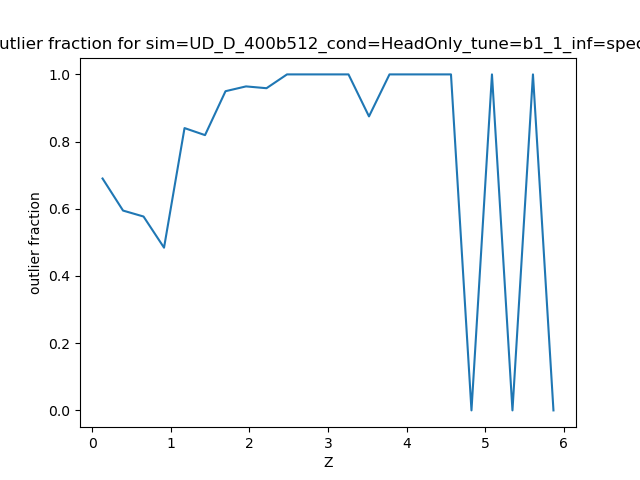 utlier fraction for sim=UD_D_400b512_cond=HeadOnly_tune=b1_1_inf=spec
1.0
0.8
0.6
0.4
0.2
0.0
outlier fraction
0 1 2 3 4 5 6
Z